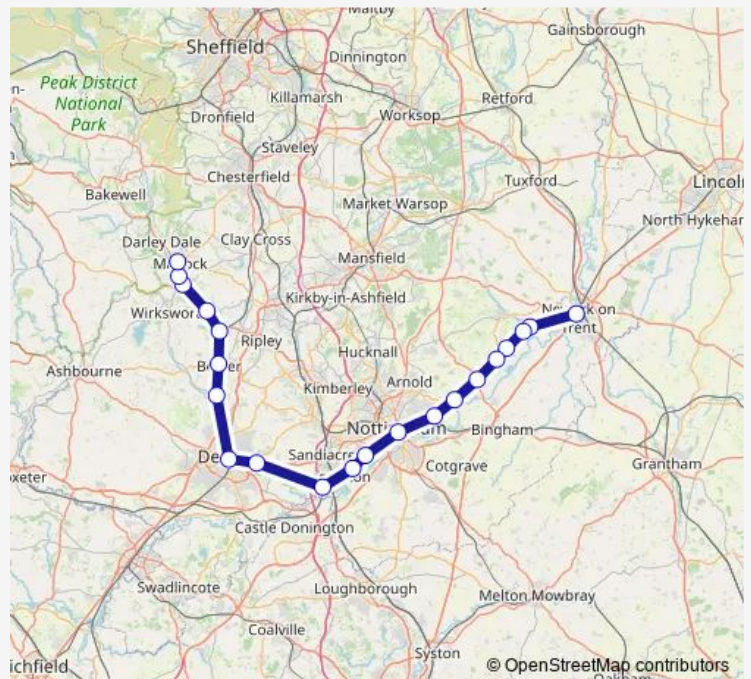 Maltby
Gainsborough
Sheffield
Dinnington
Peak District
National
Park
Killamarsh
Retford
Dronfield
Worksop
Staveley
Chesterfield
Tuxford
Lincoln
Bakewell
Market Warsop
North Hykeham
Darley Dale
Clay Cross
Mansfield
Kirkby-in-Ashfield
Wirkswor
Ripley
Hucknall
Ashbourne
Kimberley
Arnold
Bingham
Sandiacre
Cotgrave
Grantham
Castle Donington
Swadlincote
Loughborough
Melton Mowbray
Coalville
Syston
ichfield
© OpenStreetMap contributors